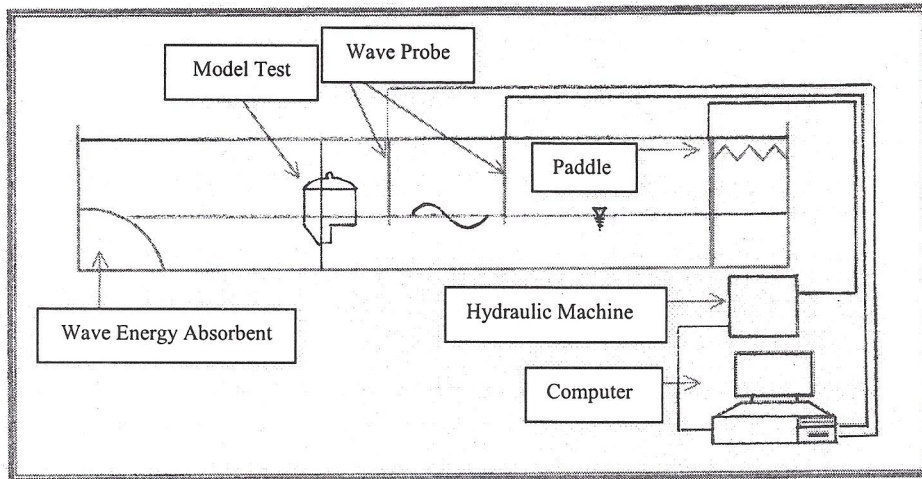 Wave Probe
Model Test
Paddle
Hydraulic Machine
Wave Energy Absorbent
Computer